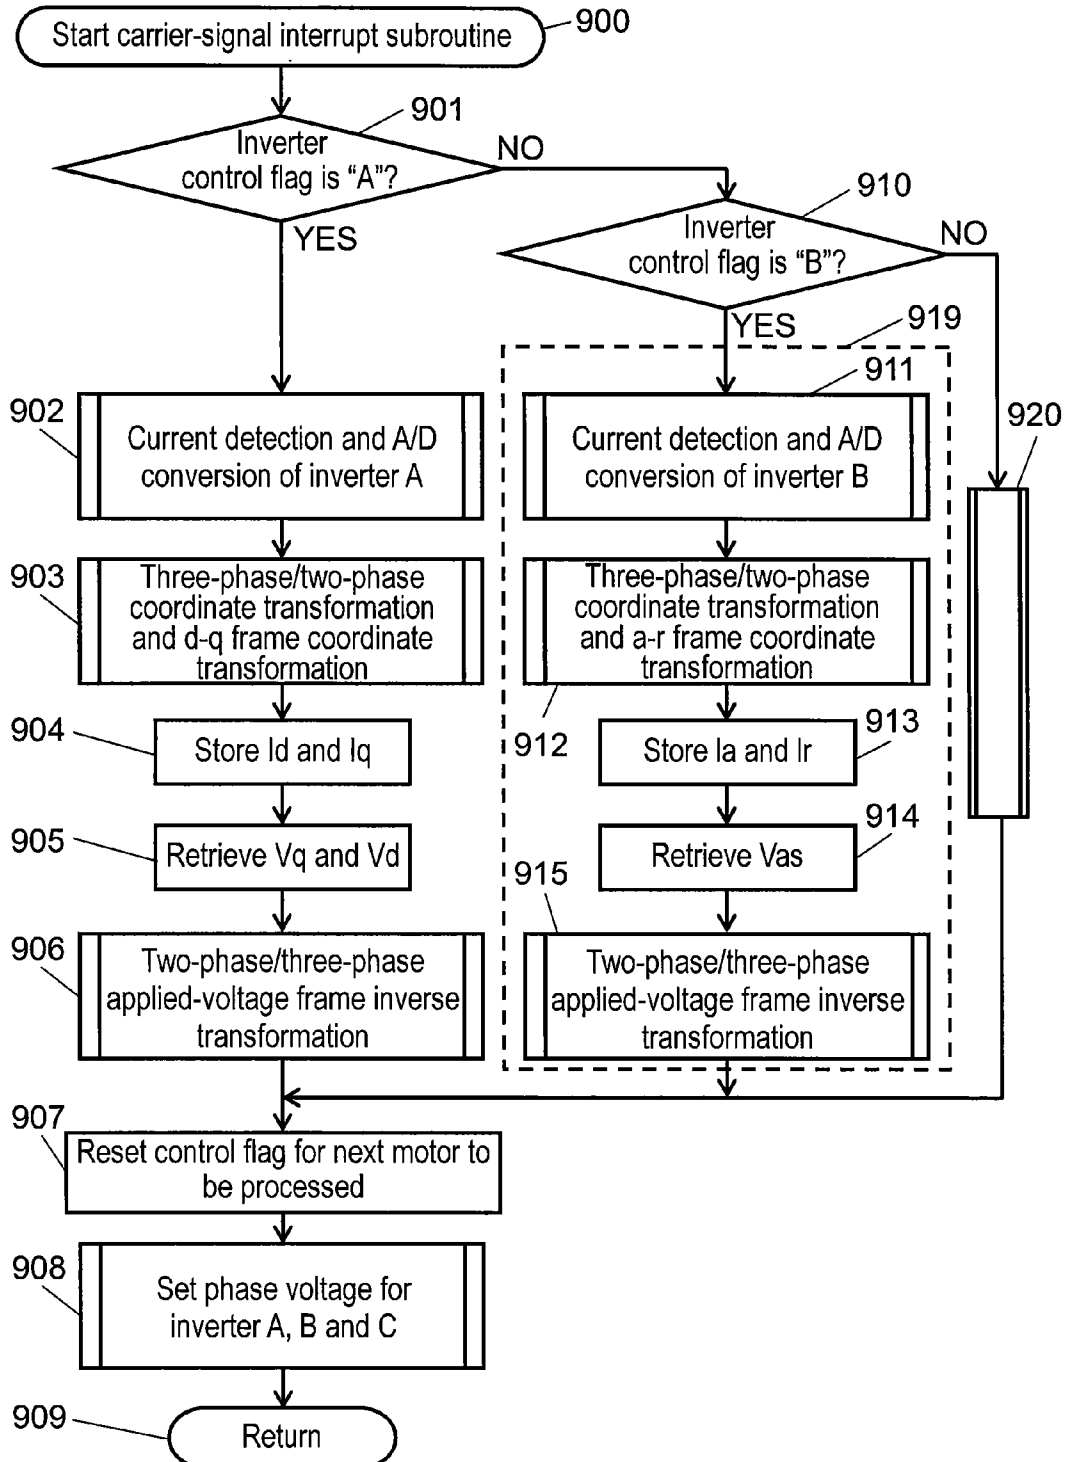 Start carrier-signal interrupt subroutine
900
901
Inverter
control flag is “A”?
NO
YES
910
Inverter
control flag is “B”?
NO
YES
919
902
Current detection and A/D
conversion of inverter A
911
Current detection and A/D
conversion of inverter B
920
903
Three-phase/two-phase
coordinate transformation
and d-q frame coordinate
transformation
Three-phase/two-phase
coordinate transformation
and a-r frame coordinate
transformation
912
904
Store Id and Iq
913
Store Ia and Ir
905
Retrieve Vq and Vd
914
Retrieve Vas
906
Two-phase/three-phase
applied-voltage frame inverse
transformation
915
Two-phase/three-phase
applied-voltage frame inverse
transformation
907
Reset control flag for next motor to
be processed
908
Set phase voltage for
inverter A, B and C
909
Return